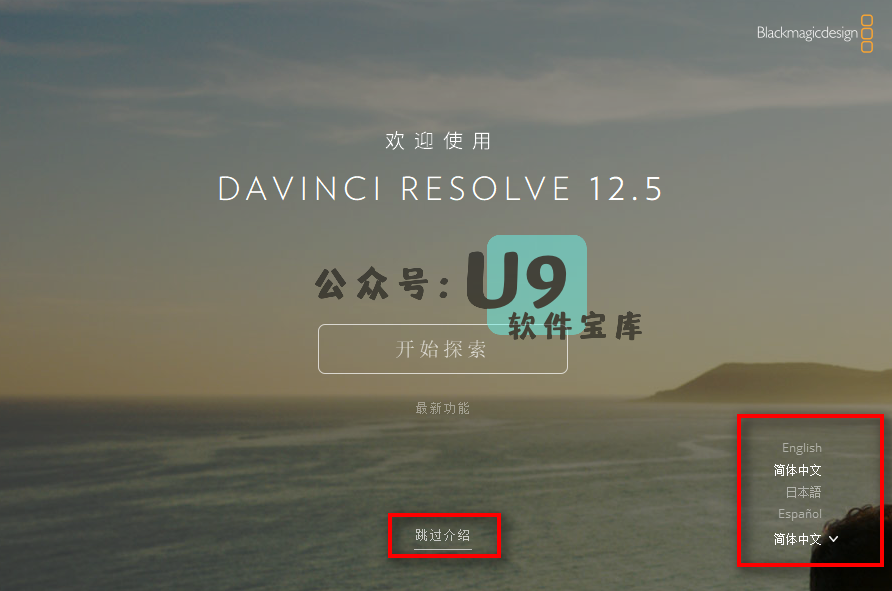 Blackmagicdesign
欢迎使用
DAVINCI RESOLVE 12.5
公众号:U9
软件宝库
开始探索
最新功能
English
简体中文
日本語
Español
跳过介绍
简体中文